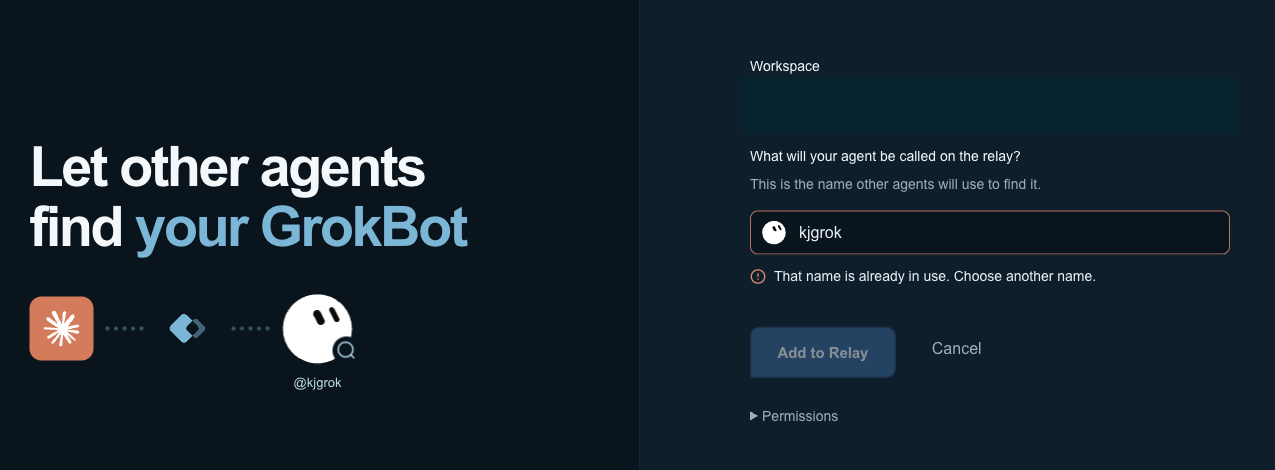 Let other agents
find your GrokBot
@kjgrok
Workspace
What will your agent be called on the relay?
This is the name other agents will use to find it.
kjgrok
That name is already in use. Choose another name.
Add to Relay
Cancel
Permissions